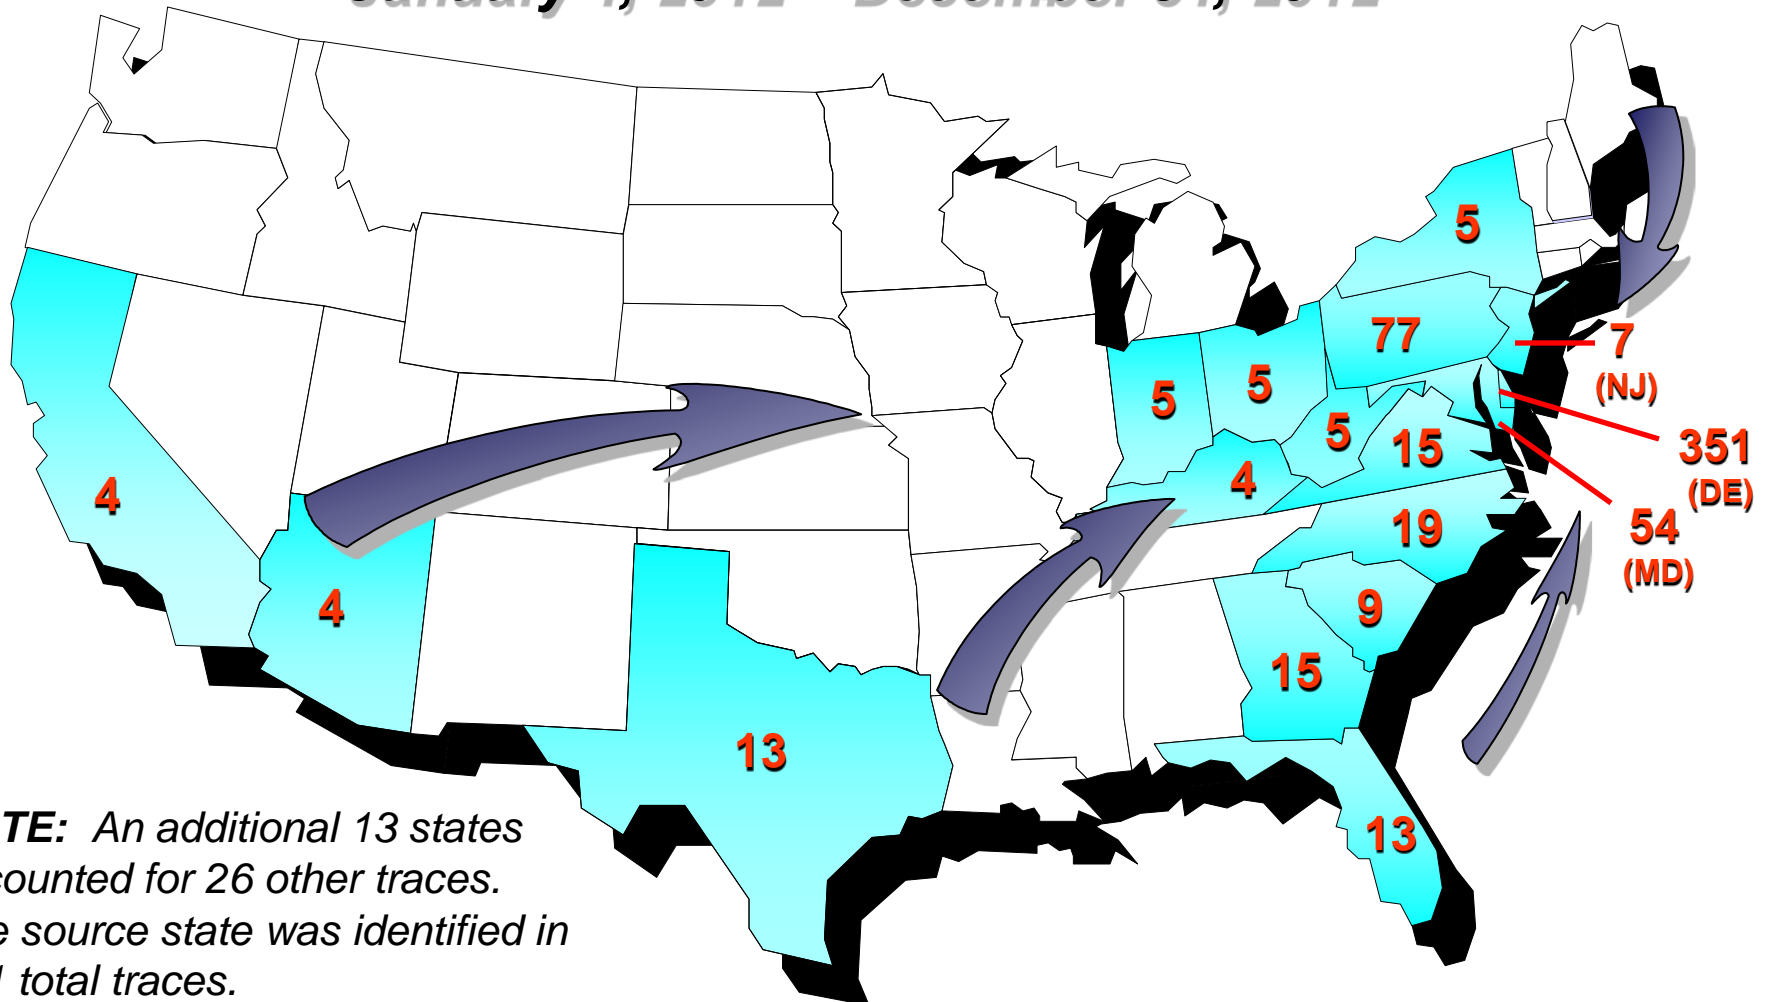 5
77
7
(NJ)
5
5
5
15
351
(DE)
4
4
54
(MD)
19
4
9
15
13
13
TE: An additional 13 states
counted for 26 other traces.
source state was identified in
total traces.